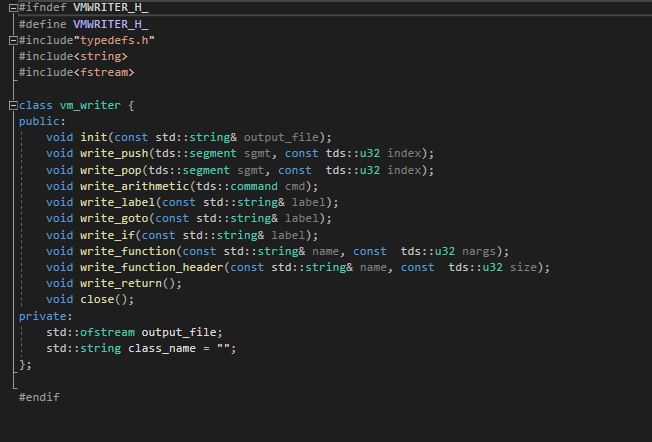 #ifndef VMWRITER_H_
#define VMWRITER_H_
#include"typedefs.h"
#include<string>
#include<fstream>
class vm_writer {
public:
void init(const std::string& output_file);
void write_push(tds::segment sgmt, const tds::u32 index);
void write_pop(tds::segment sgmt, const  tds::u32 index);
void write_arithmetic(tds::command cmd);
void write_label(const std::string& label);
void write_goto(const std::string& label);
void write_if(const std::string& label);
void write_function(const std::string& name, const  tds::u32 nargs);
void write_function_header(const std::string& name, const  tds::u32 size);
void write_return();
void close();
private:
std::ofstream output_file;
std::string class_name = "";
};
#endif